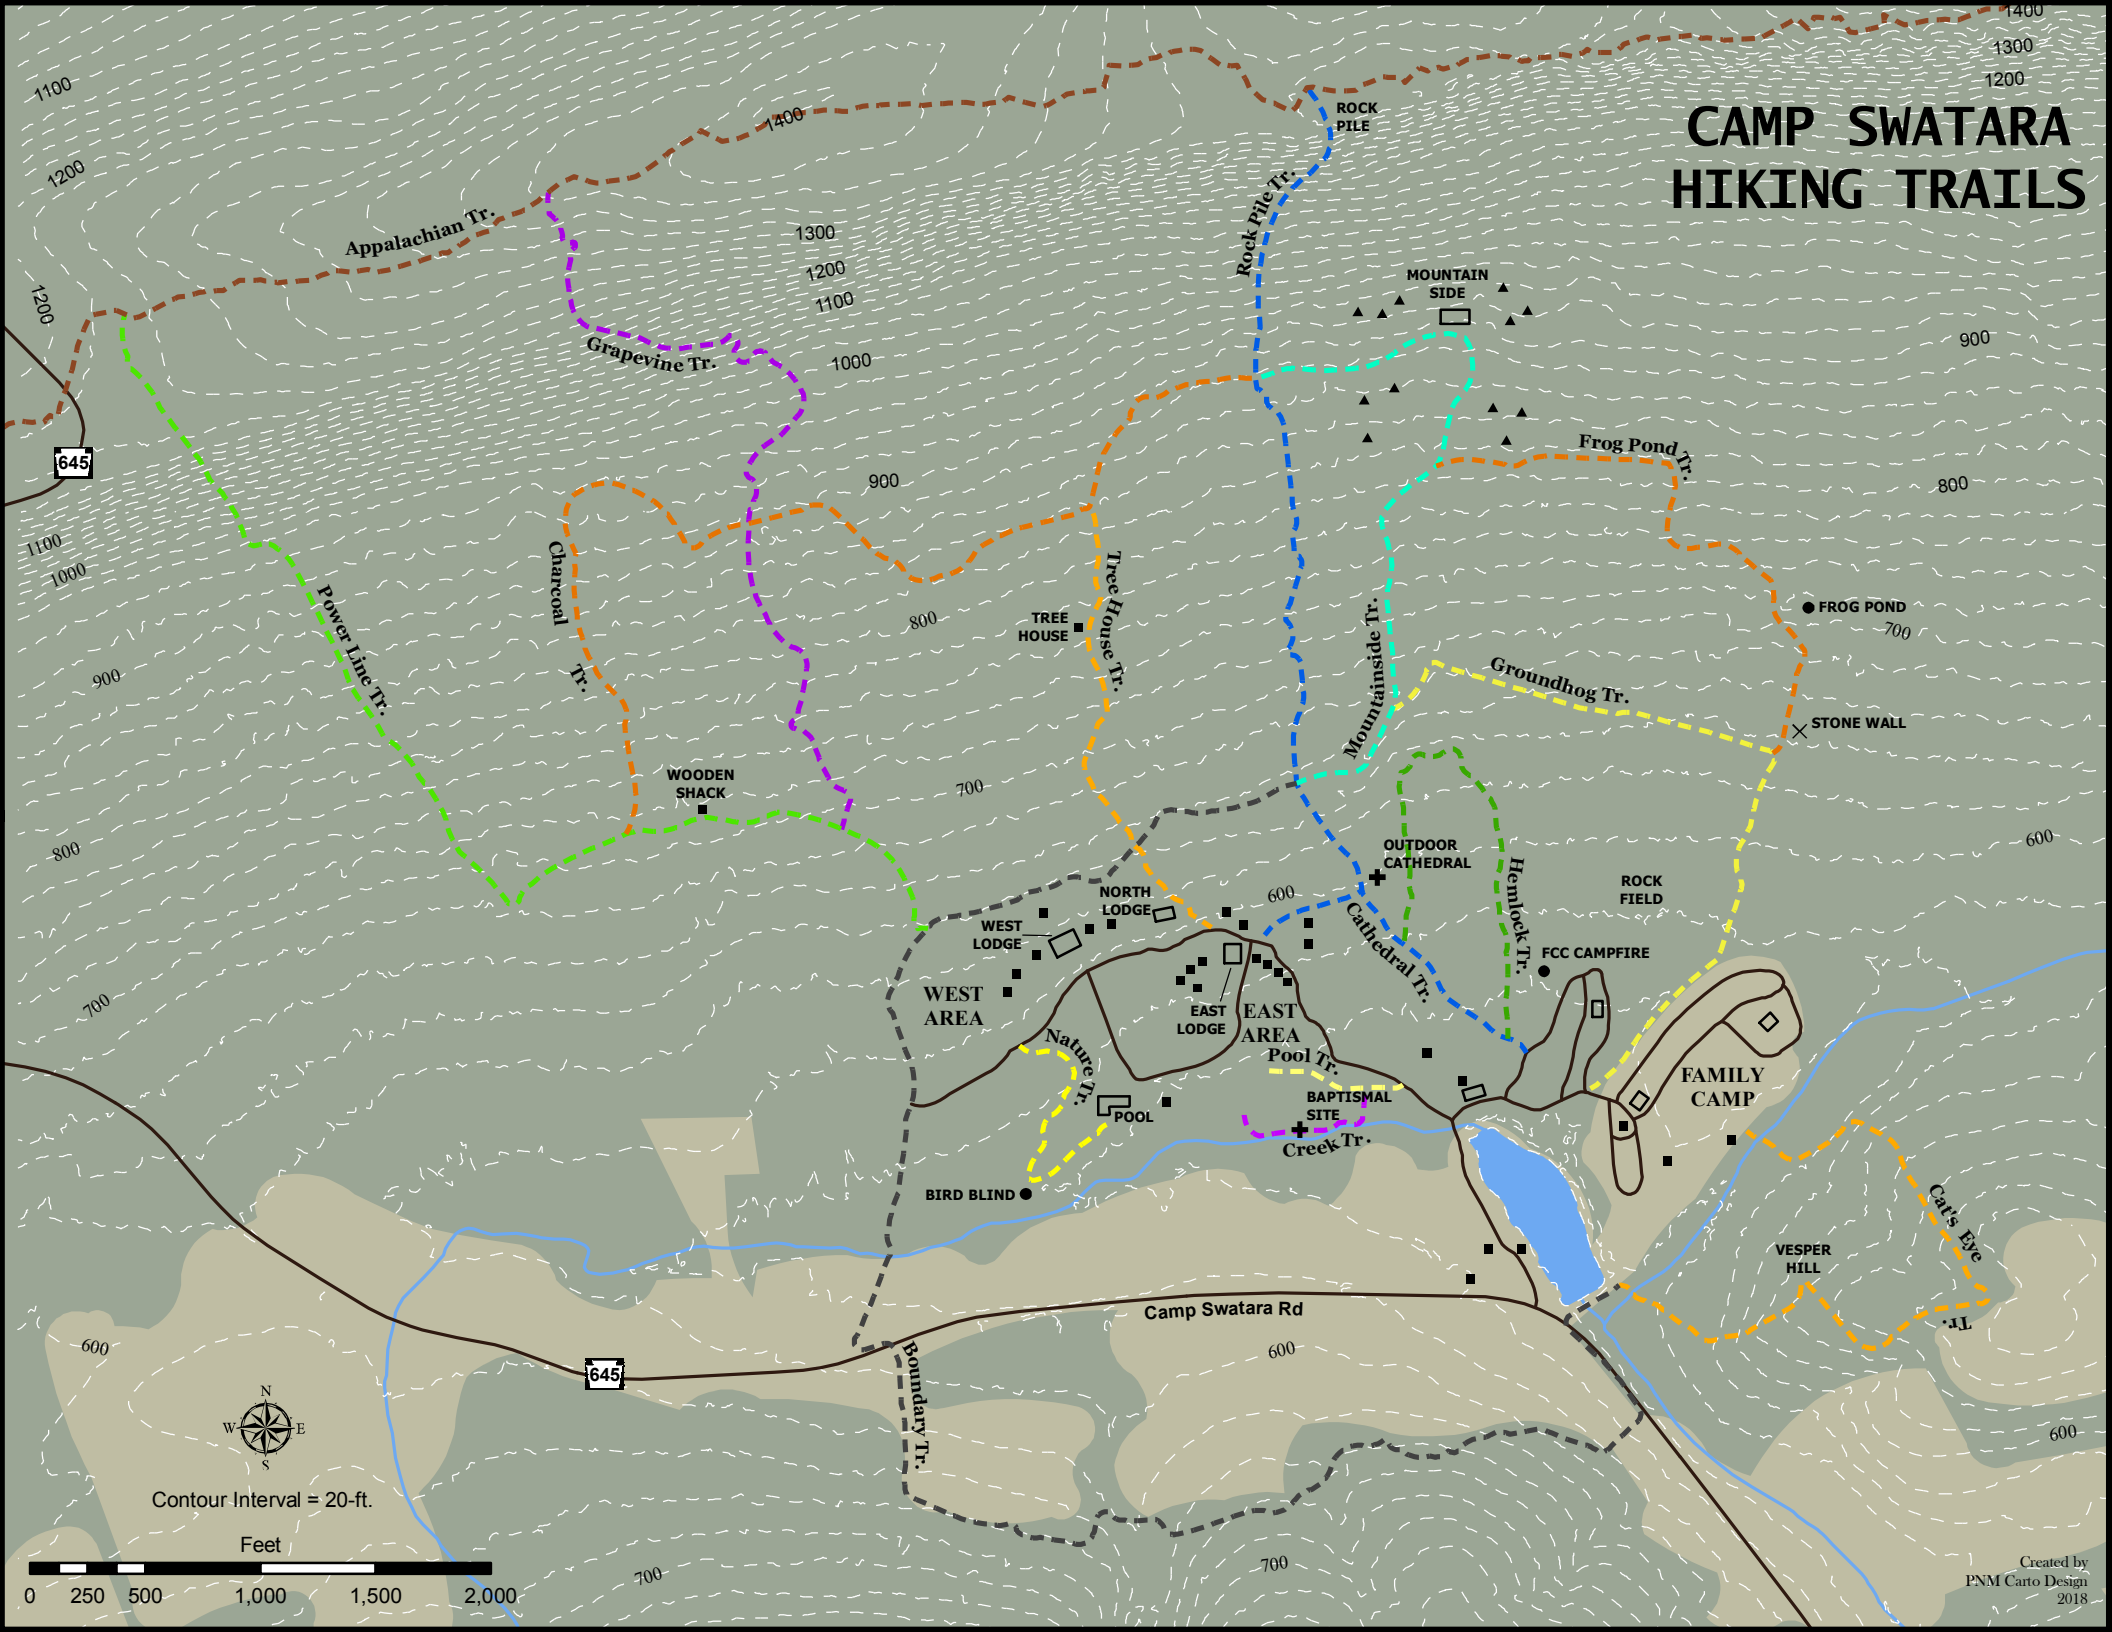 1400
1300
1200
CAMP SWATARA
HIKING TRAILS
1100
1200
1200
1400
ROCK
PILE
Appalachian Tr.
Rock Pile Tr.
1300
1200
1100
1000
900
MOUNTAIN
SIDE
900
800
Grapevine Tr.
645
Frog Pond Tr.
1100
1000
900
800
Charcoal
Tr.
Power Line Tr.
800
TREE
HOUSE
Tree House Tr.
FROG POND
700
Mountainside Tr.
Groundhog Tr.
STONE WALL
WOODEN
SHACK
700
600
700
OUTDOOR
CATHEDRAL
Hemlock Tr.
ROCK
FIELD
NORTH
LODGE
600
WEST
LODGE
Cathedral Tr.
FCC CAMPFIRE
WEST
AREA
EAST
LODGE
EAST
AREA
Nature Tr.
Pool Tr.
FAMILY
CAMP
BAPTISMAL
SITE
POOL
Creek Tr.
BIRD BLIND
Cat's Eye
Tr.
VESPER
HILL
Camp Swatara Rd
600
600
645
Boundary Tr.
600
N
W
E
S
Contour Interval = 20-ft.
Feet
0 250 500 1,000 1,500 2,000
700
700
Created by
PNM Carto Design
2018